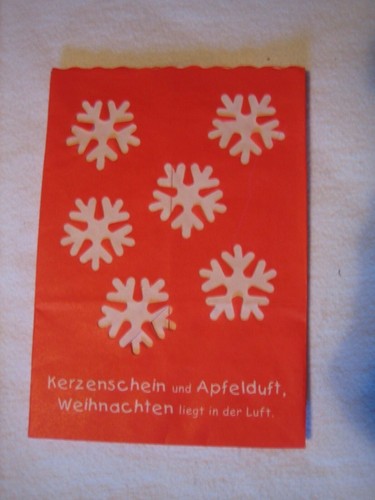 Kerzenschein und Apfelduft,
Weihnachten liegt in der Luft.